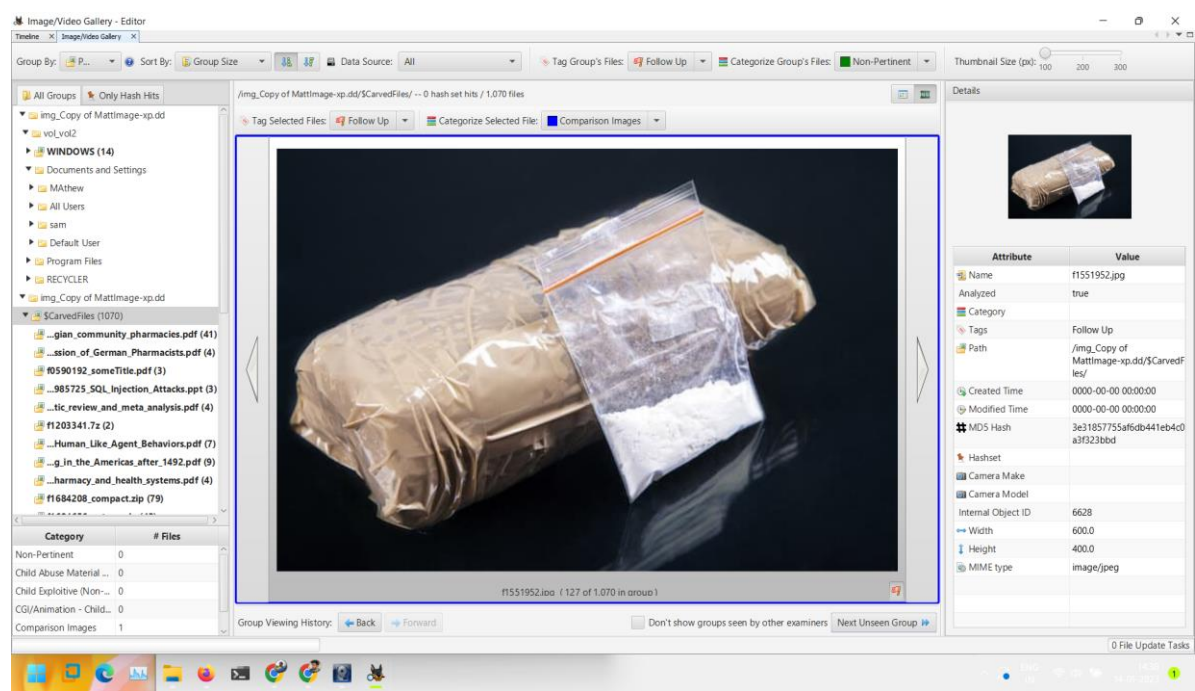 Image/Video Gallery - Editor
Timeline X Image/Video Gallery X
Group By: P... Sort By: Group Size Data Source: All Tag Group's Files: Follow Up Categorize Group's Files: Non-Pertinent Thumbnail Size (px): 100 200 300
All Groups Only Hash Hits
/img_Copy of MattImage-xp.dd/$CarvedFiles/ -- 0 hash set hits / 1,070 files
Details
Tag Selected Files: Follow Up Categorize Selected File: Comparison Images
img_Copy of MattImage-xp.dd
vol_vol2
WINDOWS (14)
Documents and Settings
MAthew
All Users
sam
Default User
Program Files
RECYCLER
img_Copy of MattImage-xp.dd
$CarvedFiles (1070)
...gian_community_pharmacies.pdf (41)
...ssion_of_German_Pharmacists.pdf (4)
f0590192_someTitle.pdf (3)
...985725_SQL_Injection_Attacks.ppt (3)
...tic_review_and_meta_analysis.pdf (4)
f1203341.7z (2)
...Human_Like_Agent_Behaviors.pdf (7)
...g_in_the_Americas_after_1492.pdf (9)
...harmacy_and_health_systems.pdf (4)
f1684208_compact.zip (79)
Category # Files
Non-Pertinent 0
Child Abuse Material ... 0
Child Exploitive (Non-... 0
CGI/Animation - Child... 0
Comparison Images 1
f1551952.jpg ( 127 of 1,070 in group )
Group Viewing History: Back Forward Don't show groups seen by other examiners Next Unseen Group
Attribute Value
Name f1551952.jpg
Analyzed true
Category
Tags Follow Up
Path /img_Copy of
MattImage-xp.dd/$CarvedF
les/
Created Time 0000-00-00 00:00:00
Modified Time 0000-00-00 00:00:00
MD5 Hash 3e31857755af6db441eb4c0
a3f323bbd
Hashset
Camera Make
Camera Model
Internal Object ID 6628
Width 600.0
Height 400.0
MIME type image/jpeg
0 File Update Tasks
1